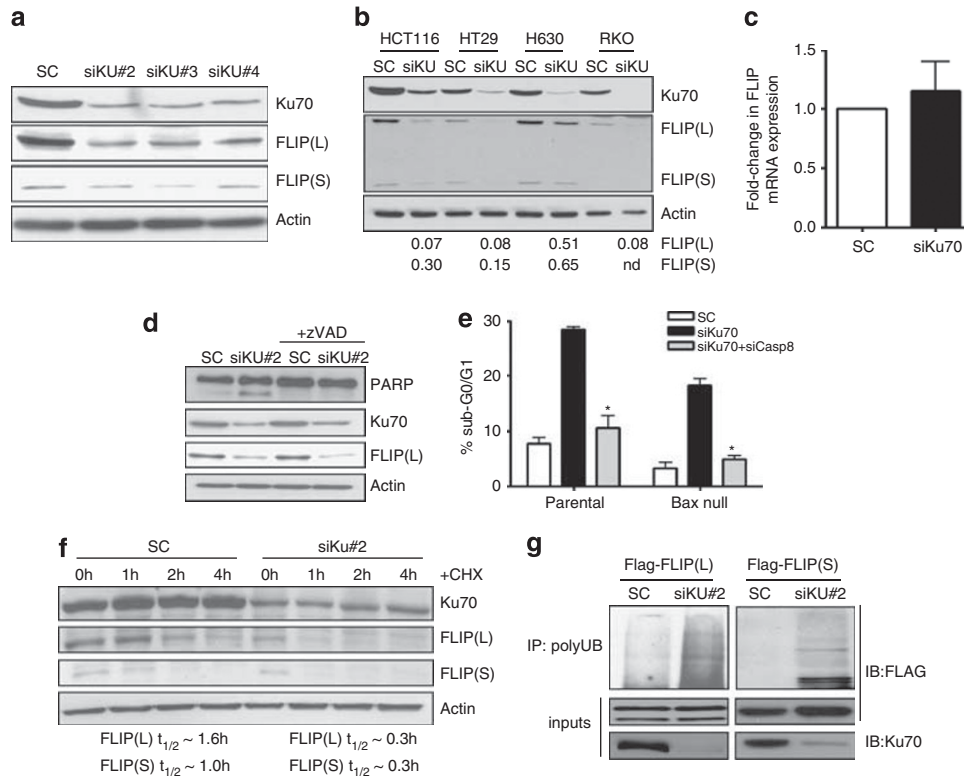 a
SC siKU#2 siKU#3 siKU#4
Ku70
FLIP(L)
FLIP(S)
Actin
b
HCT116 HT29 H630 RKO
SC siKU SC siKU SC siKU SC siKU
Ku70
FLIP(L)
FLIP(S)
Actin
0.07 0.08 0.51 0.08 FLIP(L)
0.30 0.15 0.65 nd FLIP(S)
c
Fold-change in FLIP
mRNA expression
1.5
1.0
0.5
0.0
SC siKu70
d
+zVAD
SC siKU#2 SC siKU#2
PARP
Ku70
FLIP(L)
Actin
e
% sub-G0/G1
30
20
10
0
SC
siKu70
siKu70+siCasp8
* *
Parental Bax null
f
SC siKu#2
0h 1h 2h 4h 0h 1h 2h 4h +CHX
Ku70
FLIP(L)
FLIP(S)
Actin
FLIP(L) t1/2 ~ 1.6h FLIP(L) t1/2 ~ 0.3h
FLIP(S) t1/2 ~ 1.0h FLIP(S) t1/2 ~ 0.3h
g
Flag-FLIP(L) Flag-FLIP(S)
SC siKU#2 SC siKU#2
IP: polyUB
IB:FLAG
inputs
IB:Ku70